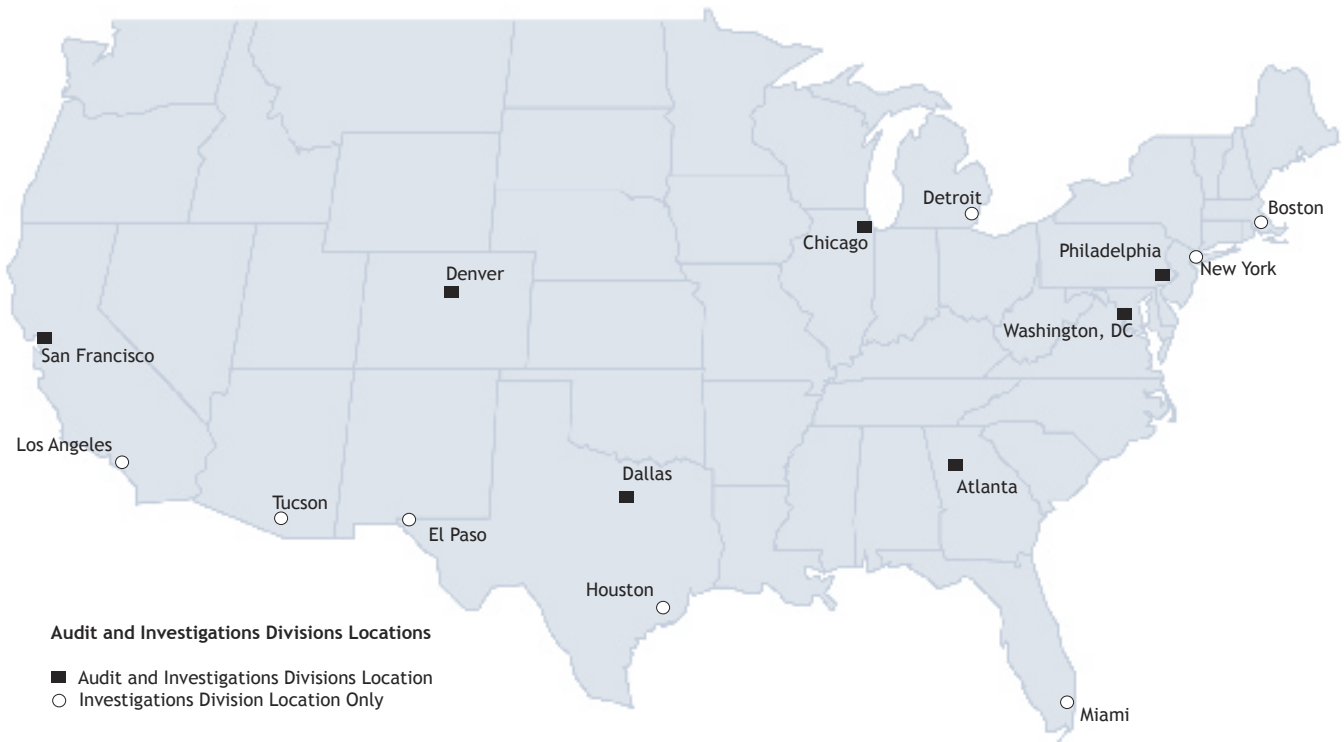 Detroit
Boston
Chicago
Philadelphia
New York
Denver
Washington, DC
San Francisco
Los Angeles
Dallas
Atlanta
Tucson
El Paso
Houston
Audit and Investigations Divisions Locations
Audit and Investigations Divisions Location
Investigations Division Location Only
Miami